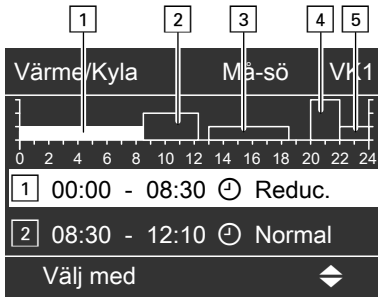 1 2 3 4 5
Värme/Kyla Må-sö VK1
0 2 4 6 8 10 12 14 16 18 20 22 24
1 00:00 - 08:30 Reduc.
2 08:30 - 12:10 Normal
Välj med